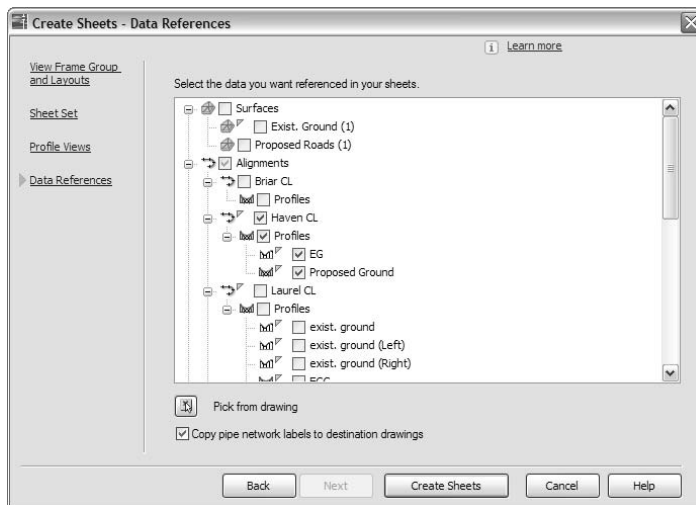 Create Sheets - Data References
Learn more
View Frame Group
and Layouts
Sheet Set
Profile Views
Data References
Select the data you want referenced in your sheets.
Surfaces
Exist. Ground (1)
Proposed Roads (1)
Alignments
Briar CL
Profiles
Haven CL
Profiles
EG
Proposed Ground
Laurel CL
Profiles
exist. ground
exist. ground (Left)
exist. ground (Right)
Pick from drawing
Copy pipe network labels to destination drawings
Back
Next
Create Sheets
Cancel
Help